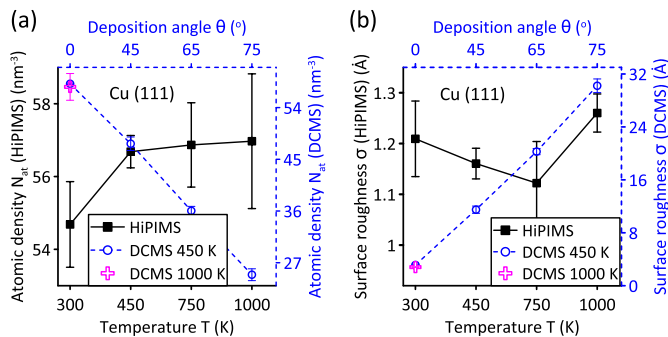 (a)
Deposition angle θ (º)
0 45 65 75
Atomic density Nat (HiPIMS) (nm-3)
58
56
54
Cu (111)
HiPIMS
DCMS 450 K
DCMS 1000 K
300 450 750 1000
Temperature T (K)
54
45
36
27
Atomic density Nat (DCMS) (nm-3)
(b)
Deposition angle θ (º)
0 45 65 75
Surface roughness σ (HiPIMS) (Å)
1.3
1.2
1.1
1
Cu (111)
HiPIMS
DCMS 450 K
DCMS 1000 K
300 450 750 1000
Temperature T (K)
32
24
16
8
0
Surface roughness σ (DCMS) (Å)